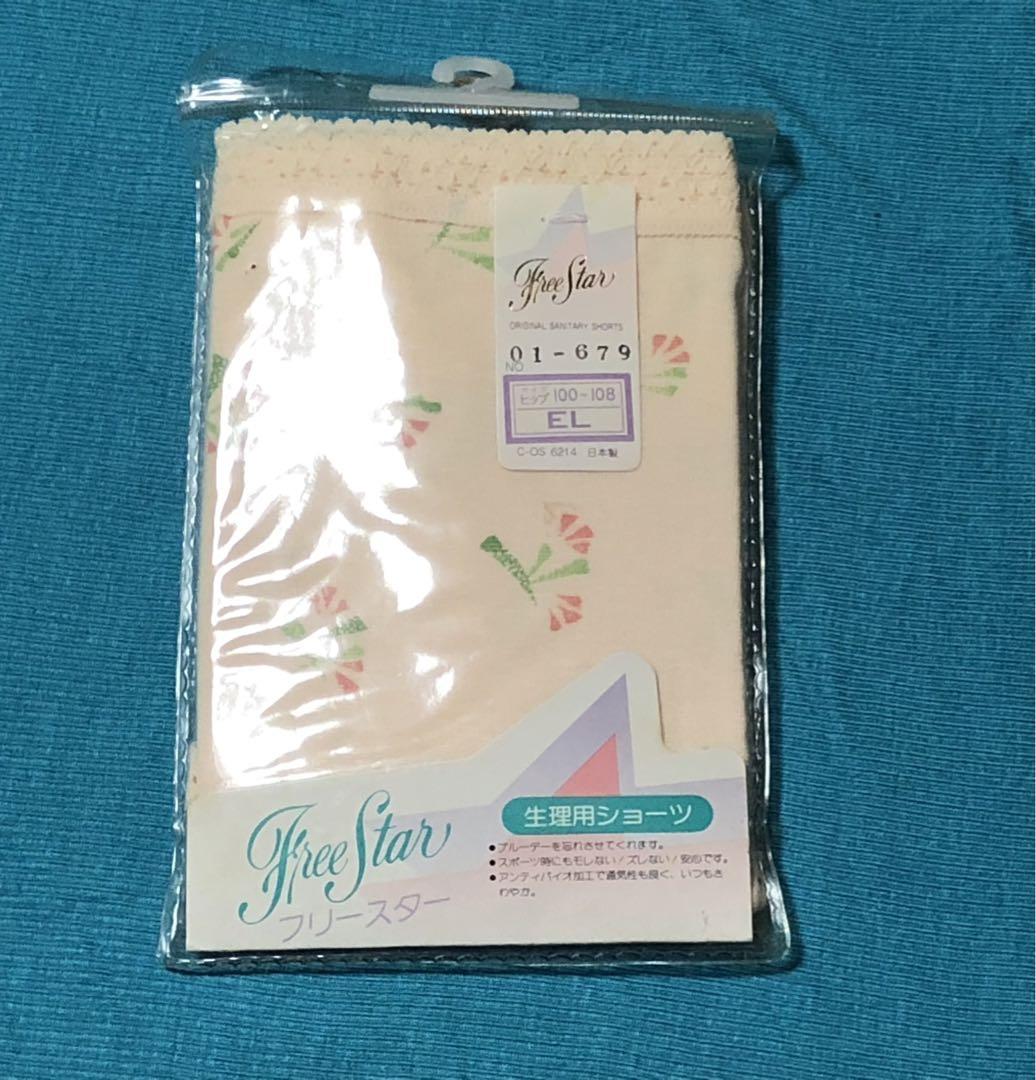 Free Star
ORIGINAL SANITARY SHORTS
NO. 01-679
ヒップ 100~108
EL
C-OS 6214 日本製
Free Star
フリースター
生理用ショーツ
●ブルーデーを忘れさせてくれます。
●スポーツ時にもモレない!ズレない!安心です。
●アンティバイオ加工で通気性も良く、いつもさ
わやか。